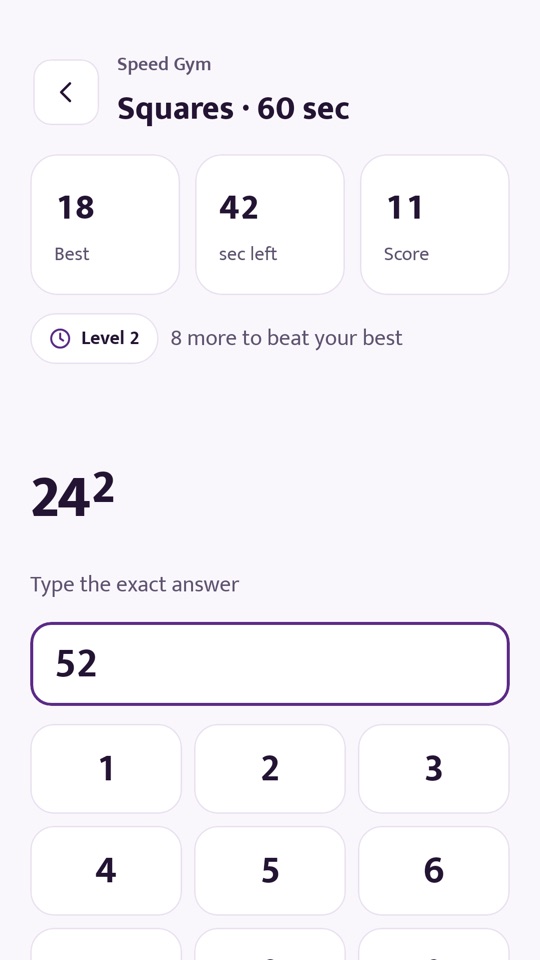 Speed Gym
Squares · 60 sec
18 42 11
Best sec left Score
Level 2 8 more to beat your best
24²
Type the exact answer
52
1 2 3
4 5 6